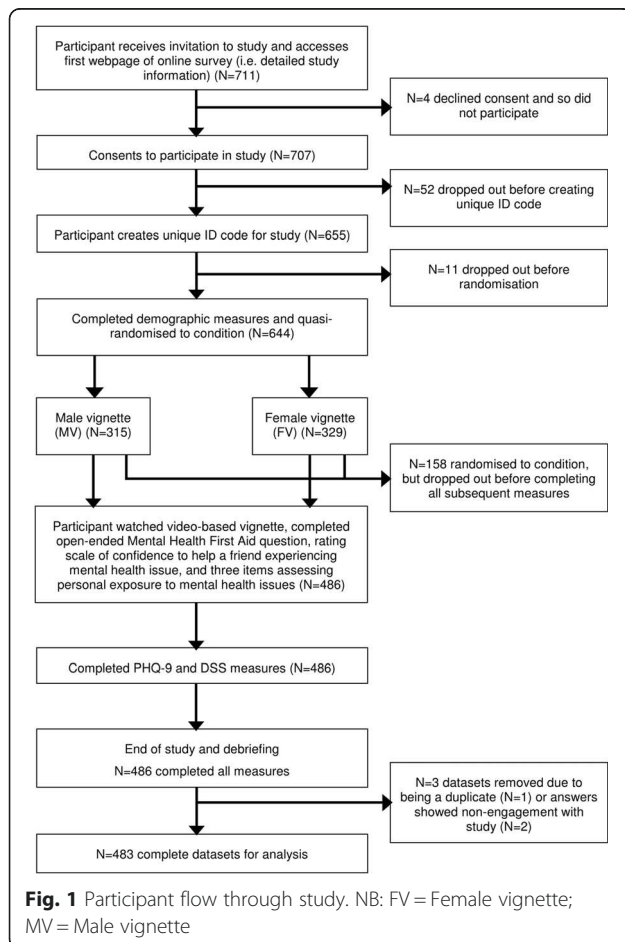 Participant receives invitation to study and accesses
first webpage of online survey (i.e. detailed study
information) (N=711)
N=4 declined consent and so did
not participate
Consents to participate in study (N=707)
N=52 dropped out before creating
unique ID code
Participant creates unique ID code for study (N=655)
N=11 dropped out before
randomisation
Completed demographic measures and quasi-
randomised to condition (N=644)
Male vignette
(MV) (N=315)
Female vignette
(FV) (N=329)
N=158 randomised to condition,
but dropped out before completing
all subsequent measures
Participant watched video-based vignette, completed
open-ended Mental Health First Aid question, rating
scale of confidence to help a friend experiencing
mental health issue, and three items assessing
personal exposure to mental health issues (N=486)
Completed PHQ-9 and DSS measures (N=486)
End of study and debriefing
N=486 completed all measures
N=3 datasets removed due to
being a duplicate (N=1) or answers
showed non-engagement with
study (N=2)
N=483 complete datasets for analysis
Fig. 1 Participant flow through study. NB: FV = Female vignette;
MV = Male vignette